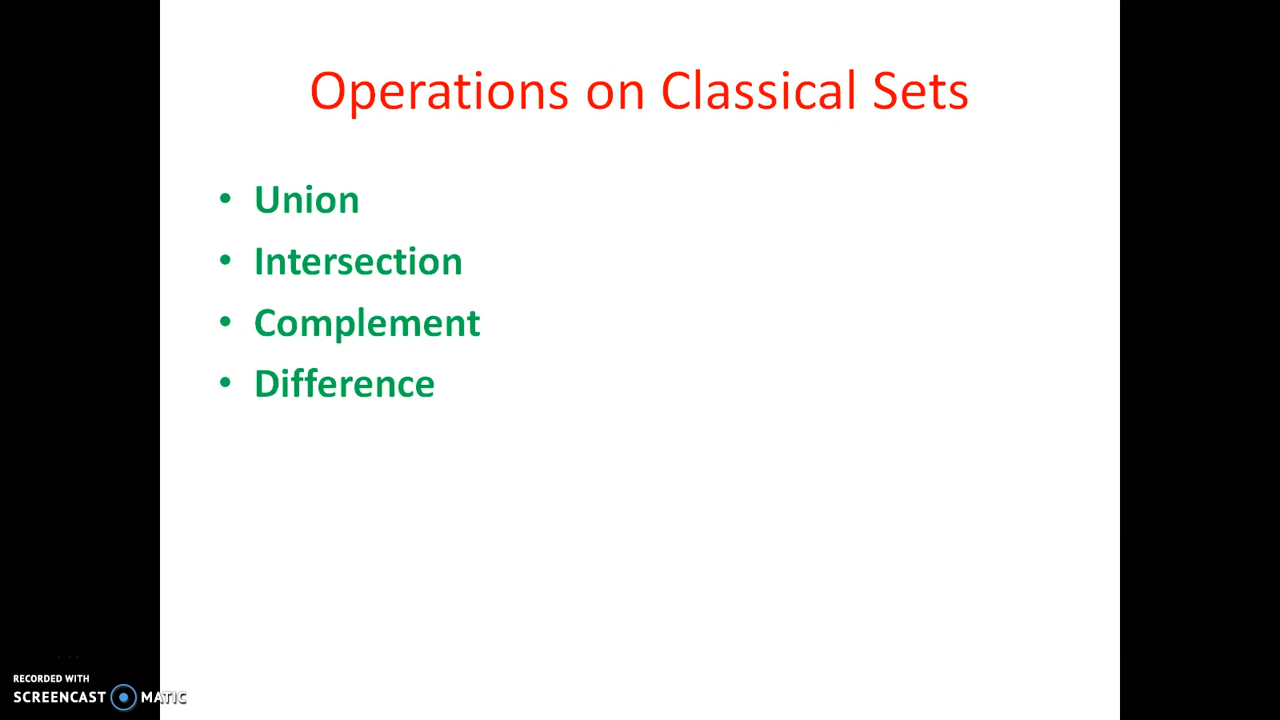 Operations on Classical Sets
• Union
• Intersection
• Complement
• Difference
RECORDED WITH
SCREENCAST MATIC